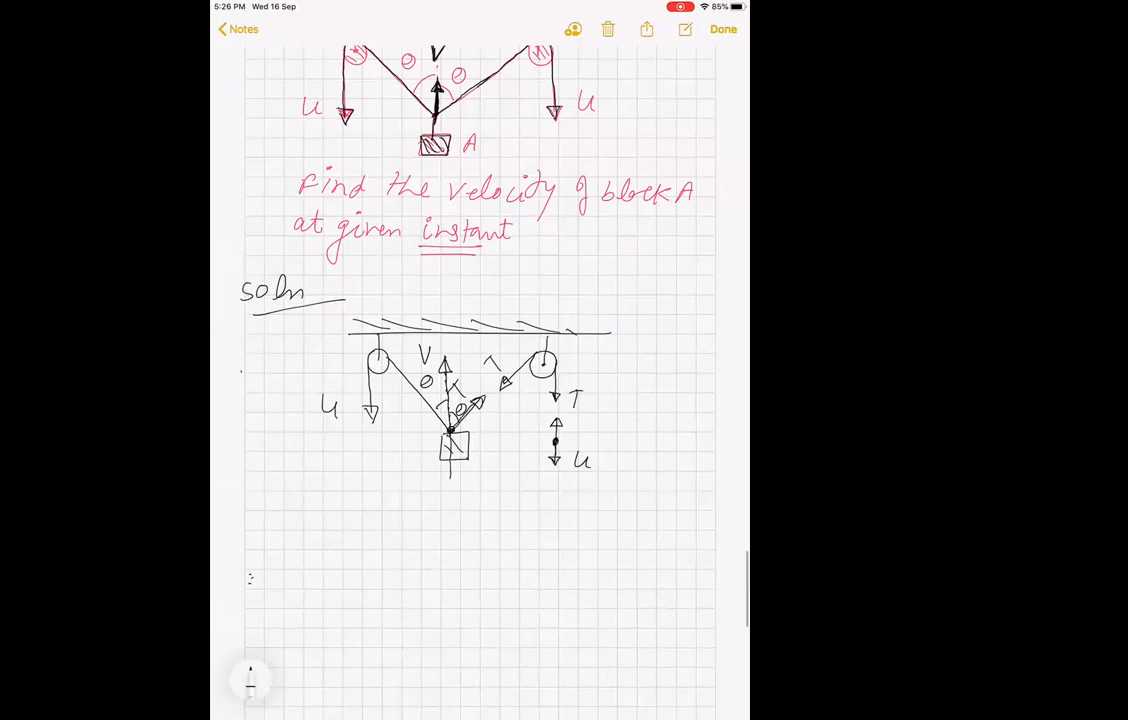 5:26 PM Wed 16 Sep
85%
Notes
Done
V
θ θ
u u
A
Find the velocity of block A
at given instant
soln
V T
θ
θ T
u
u